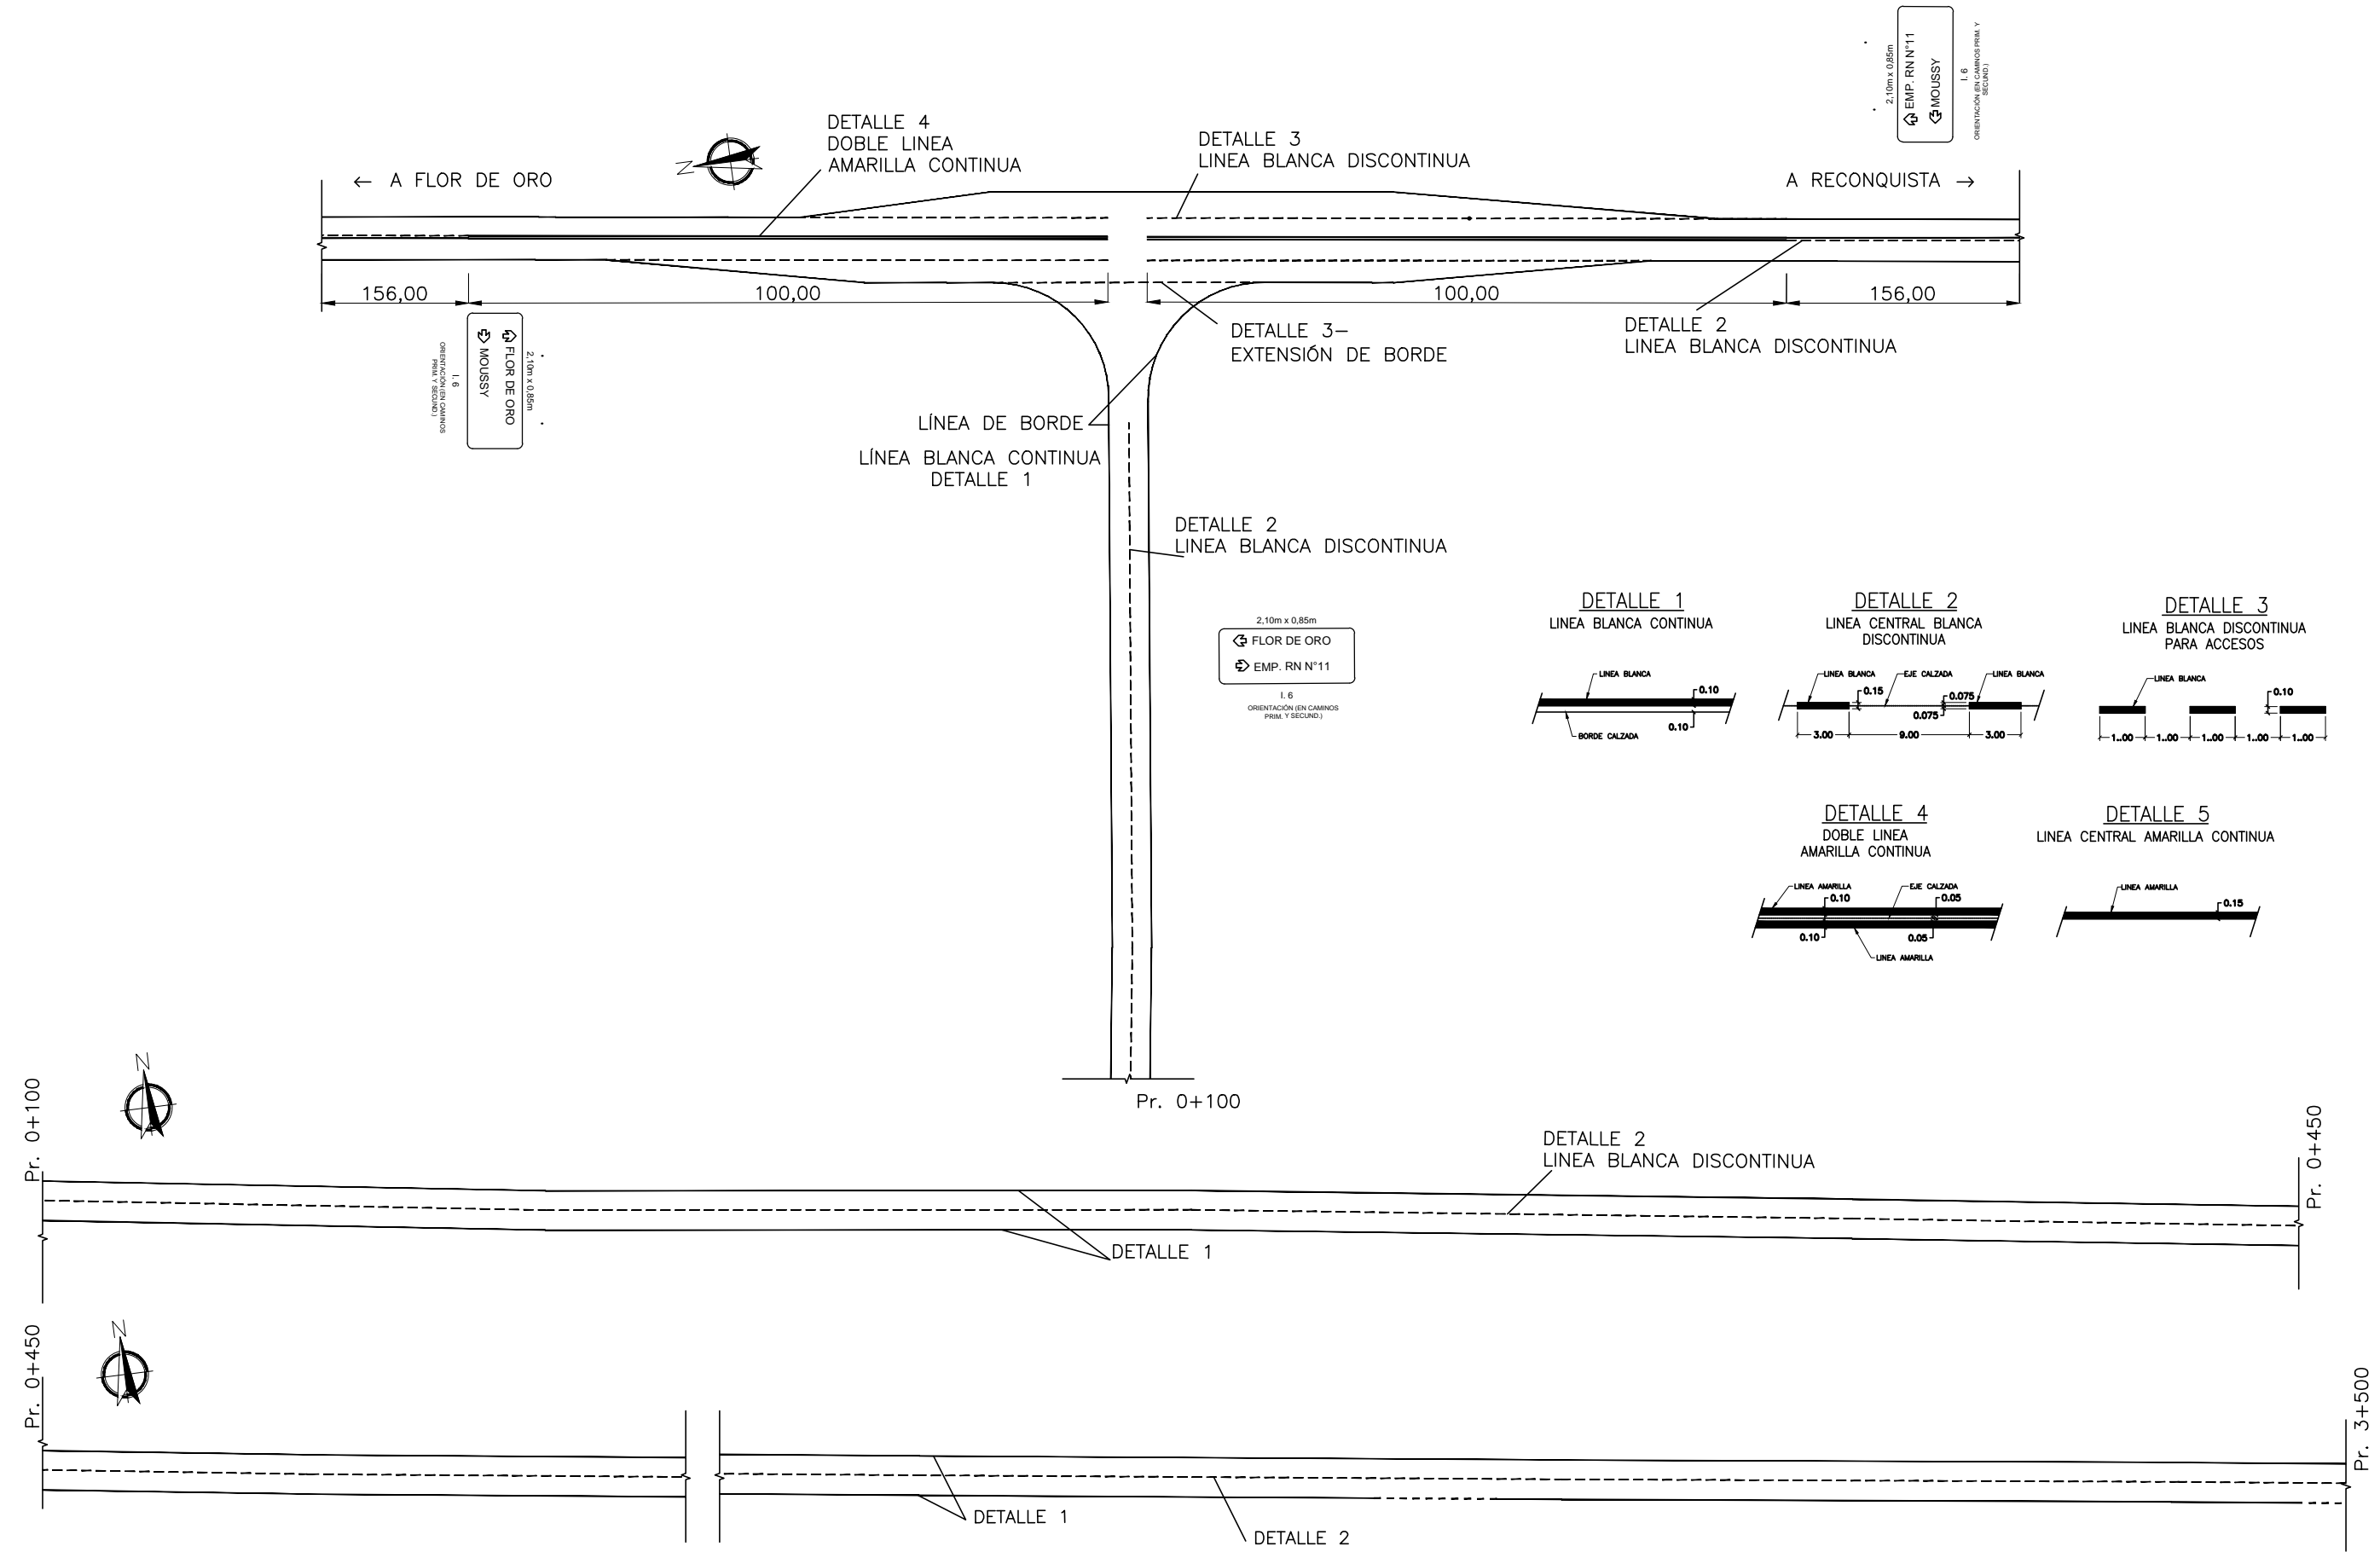 2,10m x 0,85m
EMP. RN N°11
MOUSSY
I. 6
ORIENTACIÓN (EN CAMINOS PRIM. Y
SECUND.)
DETALLE 4
DOBLE LINEA
AMARILLA CONTINUA
DETALLE 3
LINEA BLANCA DISCONTINUA
N
← A FLOR DE ORO
A RECONQUISTA →
156,00
100,00
100,00
156,00
DETALLE 3-
EXTENSIÓN DE BORDE
DETALLE 2
LINEA BLANCA DISCONTINUA
2,10m x 0,85m
FLOR DE ORO
MOUSSY
I. 6
ORIENTACIÓN (EN CAMINOS
PRIM. Y SECUND.)
LÍNEA DE BORDE
LÍNEA BLANCA CONTINUA
DETALLE 1
DETALLE 2
LINEA BLANCA DISCONTINUA
2,10m x 0,85m
FLOR DE ORO
EMP. RN N°11
I. 6
ORIENTACIÓN (EN CAMINOS
PRIM. Y SECUND.)
DETALLE 1
LINEA BLANCA CONTINUA
LINEA BLANCA
0.10
0.10
BORDE CALZADA
DETALLE 2
LINEA CENTRAL BLANCA
DISCONTINUA
LINEA BLANCA
EJE CALZADA
LINEA BLANCA
0.15
0.075
0.075
3.00
9.00
3.00
DETALLE 3
LINEA BLANCA DISCONTINUA
PARA ACCESOS
LINEA BLANCA
0.10
1..00
1..00
1..00
1..00
1..00
DETALLE 4
DOBLE LINEA
AMARILLA CONTINUA
LINEA AMARILLA
EJE CALZADA
0.10
0.05
0.10
0.05
LINEA AMARILLA
DETALLE 5
LINEA CENTRAL AMARILLA CONTINUA
LINEA AMARILLA
0.15
Pr. 0+100
Pr. 0+100
N
DETALLE 2
LINEA BLANCA DISCONTINUA
Pr. 0+450
DETALLE 1
Pr. 0+450
N
Pr. 3+500
DETALLE 1
DETALLE 2